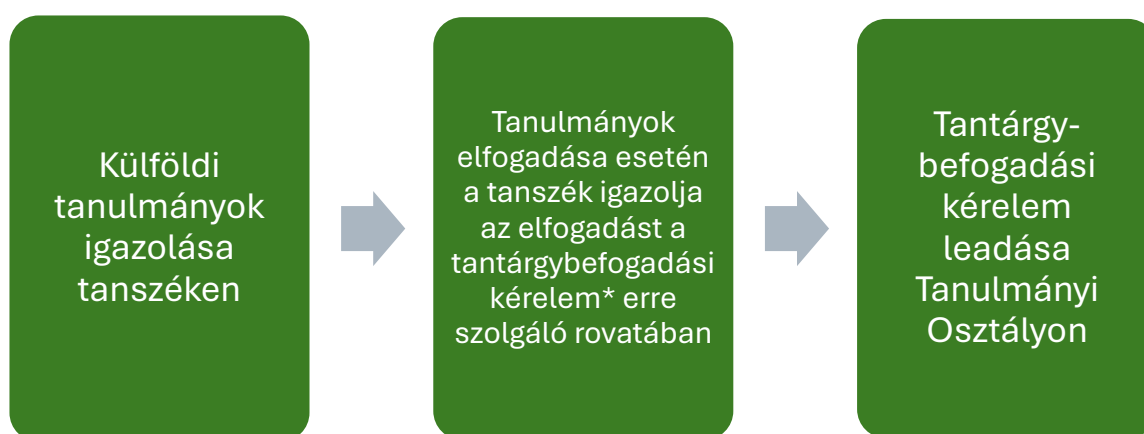 Külföldi
tanulmányok
igazolása
tanszéken
Tanulmányok
elfogadása esetén
a tanszék igazolja
az elfogadást a
tantárgybefogadási
kérelem* erre
szolgáló rovatában
Tantárgy-
befogadási
kérelem
leadása
Tanulmányi
Osztályon